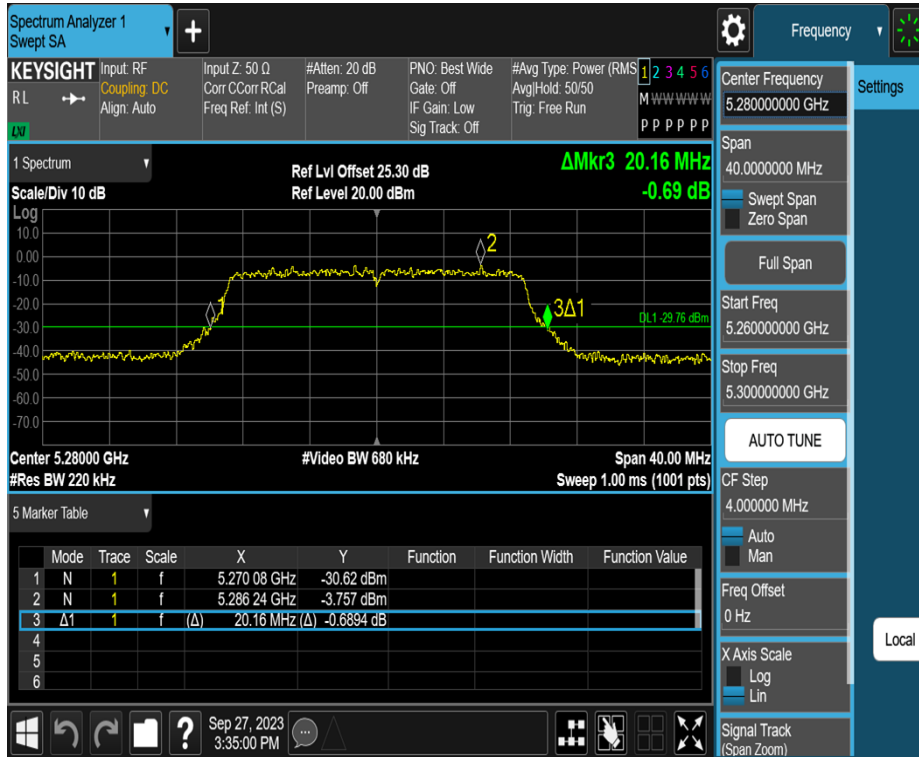 Spectrum Analyzer 1
Swept SA
+
Frequency
KEYSIGHT
R L
LXI
Input: RF
Coupling: DC
Align: Auto
Input Z: 50 Ω
Corr CCorr RCal
Freq Ref: Int (S)
#Atten: 20 dB
Preamp: Off
PNO: Best Wide
Gate: Off
IF Gain: Low
Sig Track: Off
#Avg Type: Power (RMS
Avg|Hold: 50/50
Trig: Free Run
1 2 3 4 5 6
M W W W W W
P P P P P P
1 Spectrum
Scale/Div 10 dB
Ref Lvl Offset 25.30 dB
Ref Level 20.00 dBm
ΔMkr3 20.16 MHz
-0.69 dB
Log
10.0
0.00
-10.0
-20.0
-30.0
-40.0
-50.0
-60.0
-70.0
1
2
3Δ1
DL1 -29.76 dBm
Center 5.28000 GHz
#Video BW 680 kHz
Span 40.00 MHz
#Res BW 220 kHz
Sweep 1.00 ms (1001 pts)
5 Marker Table
Mode Trace Scale X Y Function Function Width Function Value
1 N 1 f 5.270 08 GHz -30.62 dBm
2 N 1 f 5.286 24 GHz -3.757 dBm
3 Δ1 1 f (Δ) 20.16 MHz (Δ) -0.6894 dB
4
5
6
?
Sep 27, 2023
3:35:00 PM
Center Frequency
5.280000000 GHz
Span
40.0000000 MHz
Swept Span
Zero Span
Full Span
Start Freq
5.260000000 GHz
Stop Freq
5.300000000 GHz
AUTO TUNE
CF Step
4.000000 MHz
Auto
Man
Freq Offset
0 Hz
X Axis Scale
Log
Lin
Signal Track
(Span Zoom)
Settings
Local